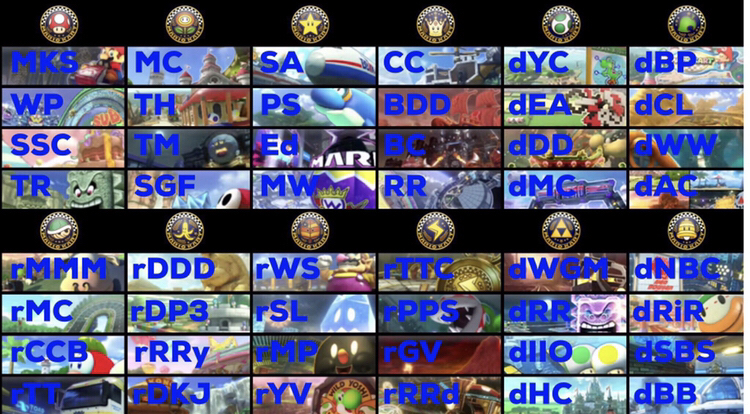 MKS MC SA CC dYC dBP
WP TH PS BDD dEA dCL
SSC TM Ed BC dDD dWW
TR SGF MW RR dMC dAC
rMMM rDDD rWS rTTC dWGM dNBC
rMC rDP3 rSL rPPS dRR dRiR
rCCB rRRy rMP rGV dIIO dSBS
rTT rDKJ rYV rRRd dHC dBB